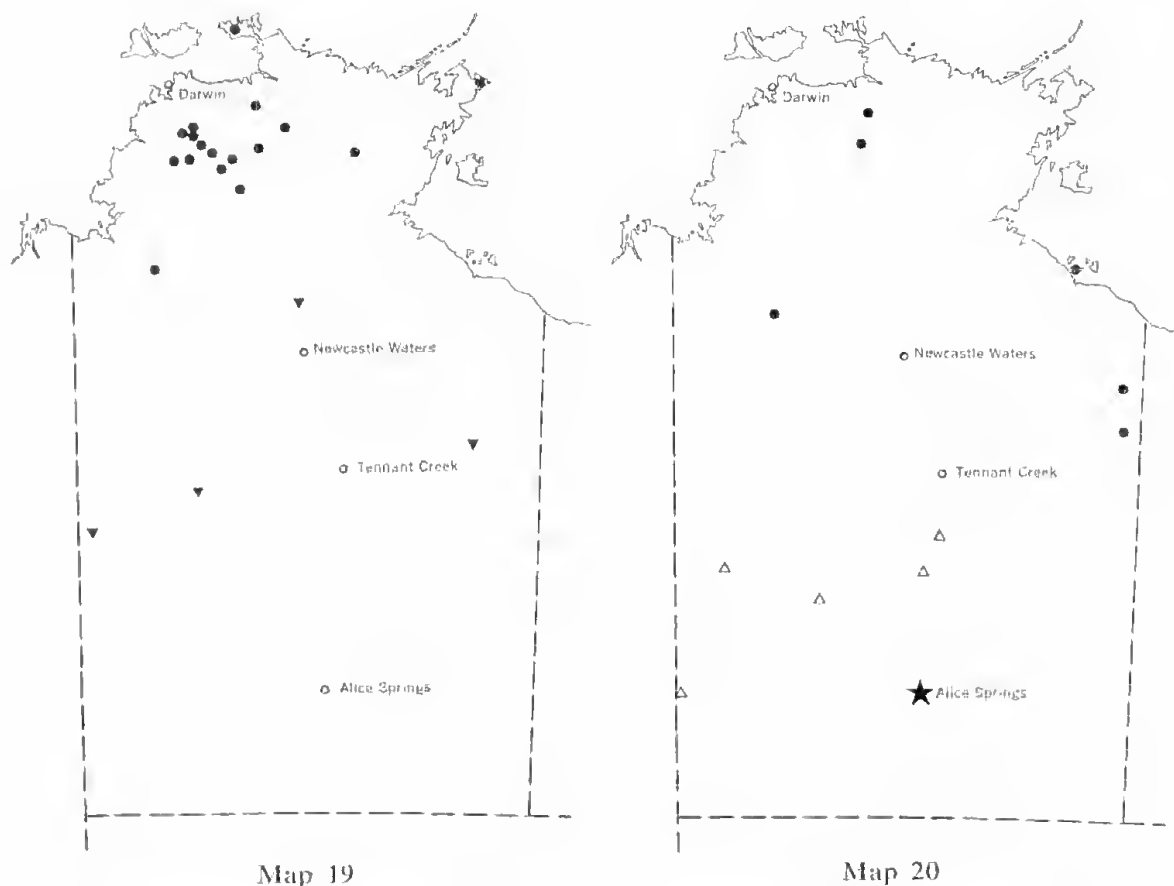 Darwin
Newcastle Waters
Tennant Creek
Alice Springs
Map 19
Darwin
Newcastle Waters
Tennant Creek
Alice Springs
Map 20